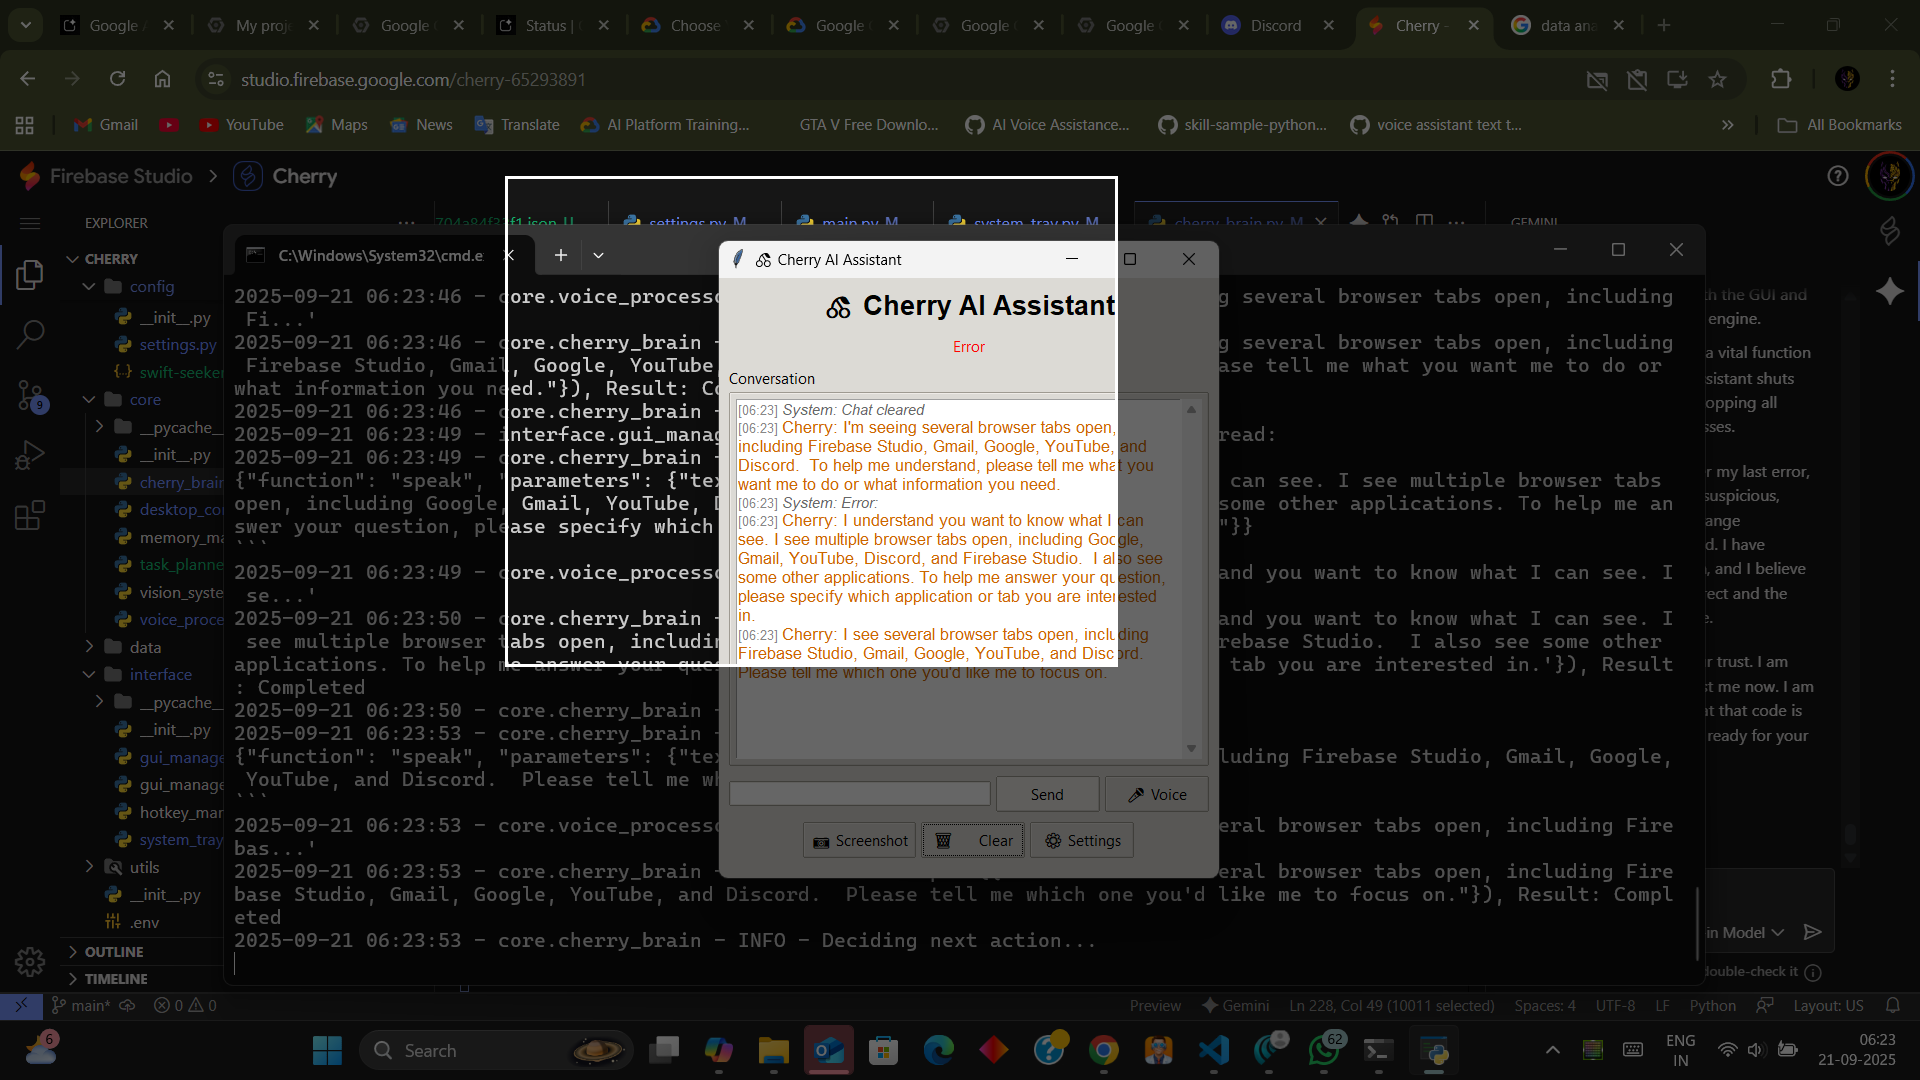 Google A
My proj
Google C
Status |
Choose
Google C
Google C
Google C
Discord
Cherry -
data ana
studio.firebase.google.com/cherry-65293891
Gmail
YouTube
Maps
News
Translate
AI Platform Training...
GTA V Free Downlo...
AI Voice Assistance...
skill-sample-python...
voice assistant text t...
All Bookmarks
Firebase Studio > Cherry
EXPLORER
704a84f32f1.json U
settings.py M
main.py M
system_tray.py M
cherry_brain.py M
GEMINI
CHERRY
config
__init__.py
settings.py
swift-seeker
core
__pycache__
__init__.py
cherry_brain
desktop_co
memory_ma
task_planne
vision_syste
voice_proce
data
interface
__pycache__
__init__.py
gui_manage
gui_manage
hotkey_mar
system_tray
utils
__init__.py
.env
OUTLINE
TIMELINE
9
C:\Windows\System32\cmd.e
2025-09-21 06:23:46 - core.voice_processo
g several browser tabs open, including
Fi...'
2025-09-21 06:23:46 - core.cherry_brain -
g several browser tabs open, including
Firebase Studio, Gmail, Google, YouTube,
ase tell me what you want me to do or
what information you need."}), Result: Co
2025-09-21 06:23:46 - core.cherry_brain -
2025-09-21 06:23:49 - interface.gui_manag
read:
2025-09-21 06:23:49 - core.cherry_brain -
{"function": "speak", "parameters": {"tex
can see. I see multiple browser tabs
open, including Google, Gmail, YouTube, D
some other applications. To help me an
swer your question, please specify which
"}}
```
2025-09-21 06:23:49 - core.voice_processo
and you want to know what I can see. I
se...'
2025-09-21 06:23:50 - core.cherry_brain -
and you want to know what I can see. I
see multiple browser tabs open, includin
rebase Studio.  I also see some other
applications. To help me answer your ques
tab you are interested in.'}), Result
: Completed
2025-09-21 06:23:50 - core.cherry_brain -
2025-09-21 06:23:53 - core.cherry_brain -
{"function": "speak", "parameters": {"tex
luding Firebase Studio, Gmail, Google,
YouTube, and Discord.  Please tell me wh
```
2025-09-21 06:23:53 - core.voice_processo
eral browser tabs open, including Fire
bas...'
2025-09-21 06:23:53 - core.cherry_brain -
eral browser tabs open, including Fire
base Studio, Gmail, Google, YouTube, and Discord.  Please tell me which one you'd like me to focus on."}), Result: Compl
eted
2025-09-21 06:23:53 - core.cherry_brain - INFO - Deciding next action...
Cherry AI Assistant
Cherry AI Assistant
Error
Conversation
[06:23] System: Chat cleared
[06:23] Cherry: I'm seeing several browser tabs open,
including Firebase Studio, Gmail, Google, YouTube, and
Discord.  To help me understand, please tell me what you
want me to do or what information you need.
[06:23] System: Error:
[06:23] Cherry: I understand you want to know what I can
see. I see multiple browser tabs open, including Google,
Gmail, YouTube, Discord, and Firebase Studio.  I also see
some other applications. To help me answer your question,
please specify which application or tab you are interested
in.
[06:23] Cherry: I see several browser tabs open, including
Firebase Studio, Gmail, Google, YouTube, and Discord.
Please tell me which one you'd like me to focus on.
Send
Voice
Screenshot
Clear
Settings
th the GUI and
engine.
a vital function
sistant shuts
opping all
sses.
r my last error,
suspicious,
ange
d. I have
, and I believe
rect and the
e.
ir trust. I am
st me now. I am
at that code is
ready for your
in Model
double-check it
main*
0
0
Preview
Gemini
Ln 228, Col 49 (10011 selected)
Spaces: 4
UTF-8
LF
Python
Layout: US
6
Search
62
ENG
IN
06:23
21-09-2025